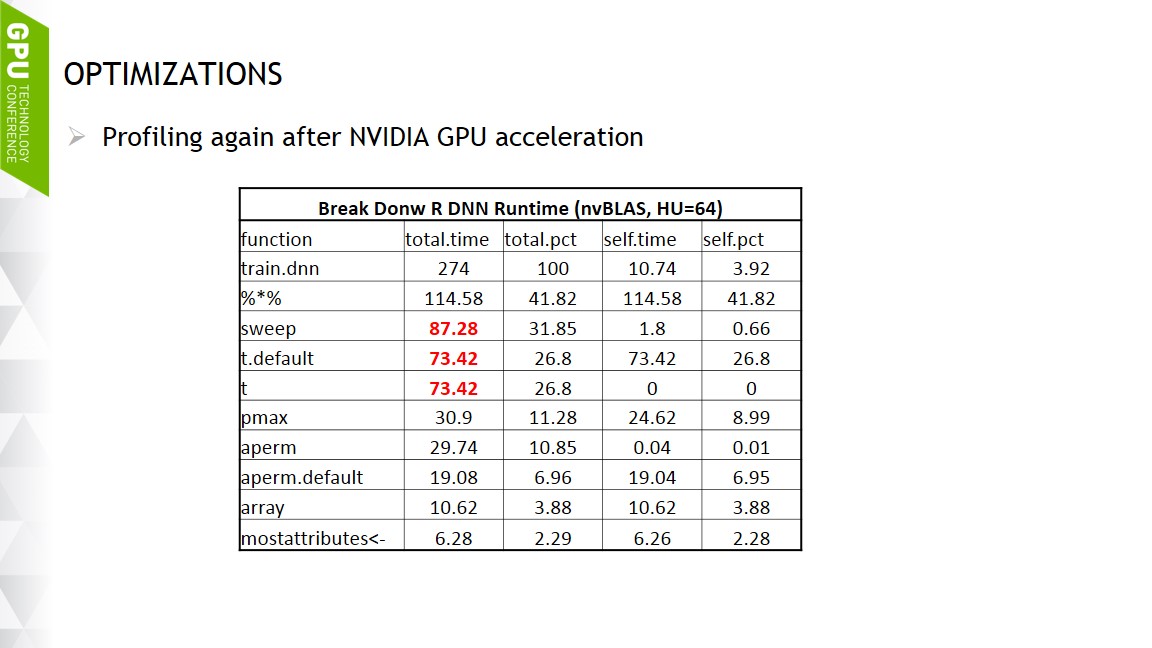 GPU TECHNOLOGY
CONFERENCE
OPTIMIZATIONS
Profiling again after NVIDIA GPU acceleration
Break Donw R DNN Runtime (nvBLAS, HU=64)
function total.time total.pct self.time self.pct
train.dnn 274 100 10.74 3.92
%*% 114.58 41.82 114.58 41.82
sweep 87.28 31.85 1.8 0.66
t.default 73.42 26.8 73.42 26.8
t 73.42 26.8 0 0
pmax 30.9 11.28 24.62 8.99
aperm 29.74 10.85 0.04 0.01
aperm.default 19.08 6.96 19.04 6.95
array 10.62 3.88 10.62 3.88
mostattributes<- 6.28 2.29 6.26 2.28